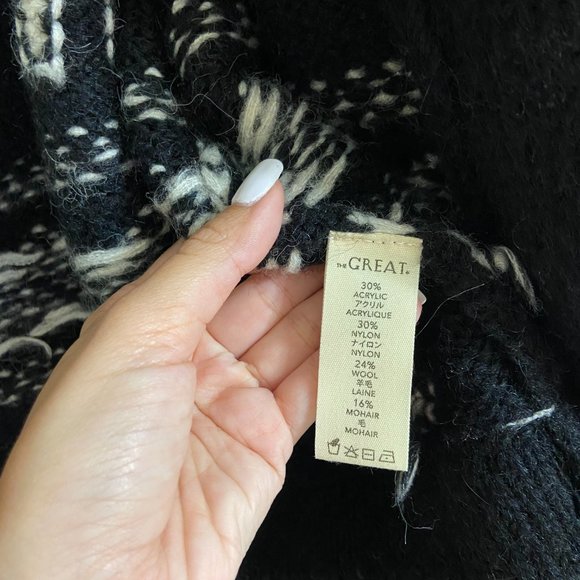 THE GREAT.
30%
ACRYLIC
アクリル
ACRYLIQUE
30%
NYLON
ナイロン
NYLON
24%
WOOL
羊毛
LAINE
16%
MOHAIR
毛
MOHAIR